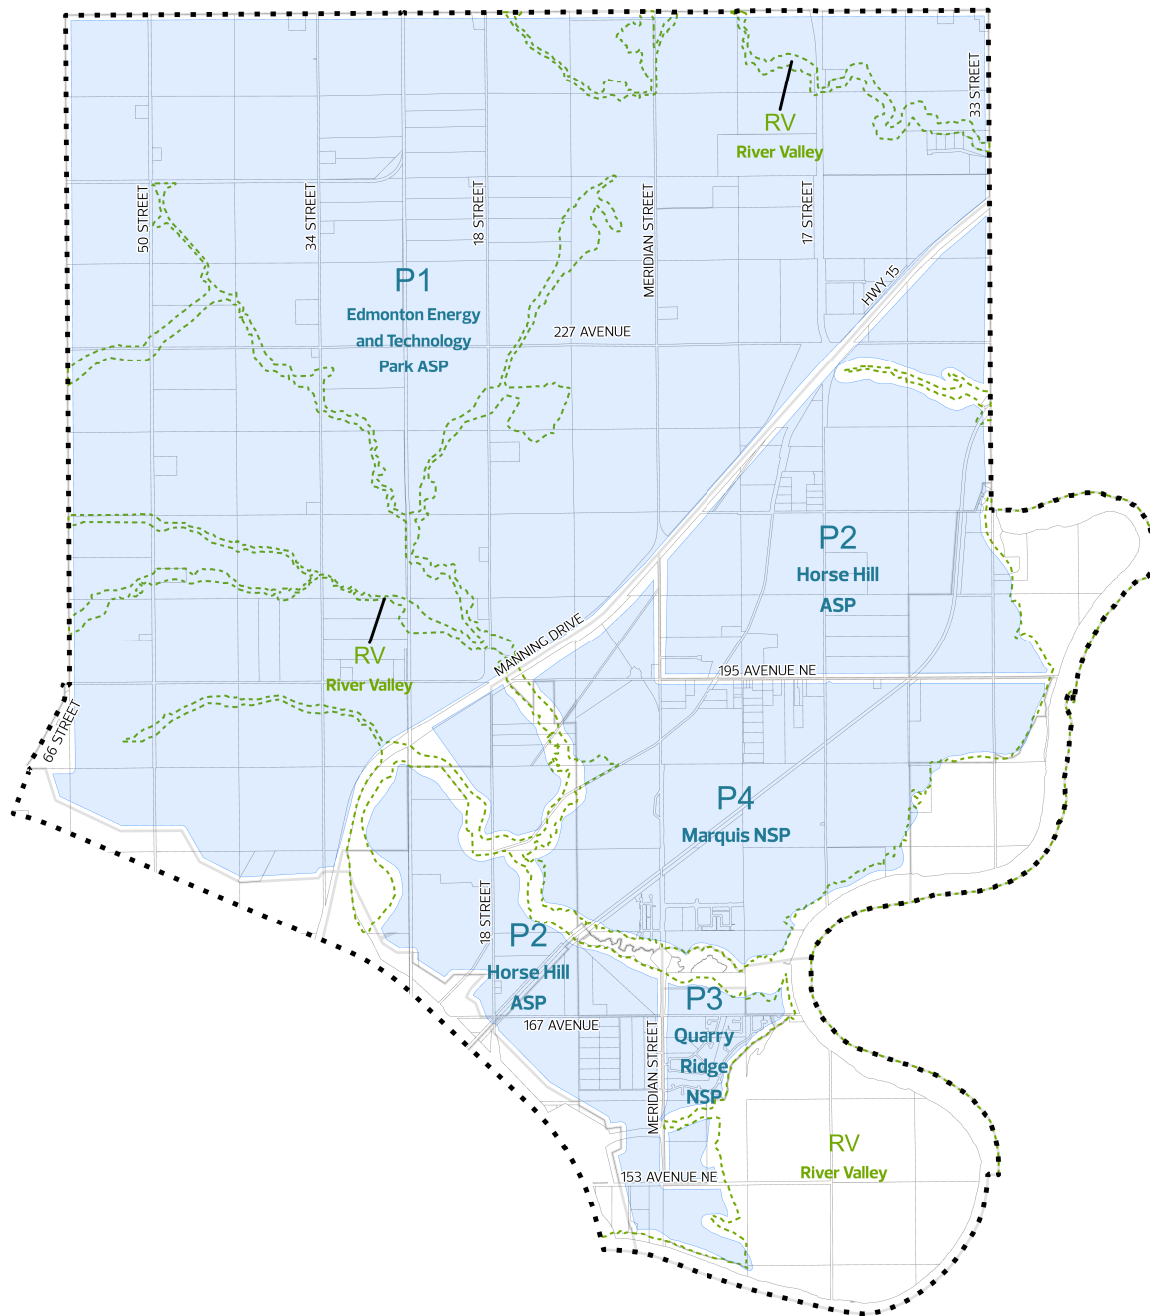 33 STREET
RV
River Valley
50 STREET
34 STREET
18 STREET
MERIDIAN STREET
17 STREET
P1
Edmonton Energy
and Technology
Park ASP
HWY 15
227 AVENUE
P2
Horse Hill
ASP
MANNING DRIVE
RV
River Valley
195 AVENUE NE
66 STREET
P4
Marquis NSP
18 STREET
P2
Horse Hill
ASP
P3
Quarry
Ridge
NSP
167 AVENUE
MERIDIAN STREET
RV
River Valley
153 AVENUE NE